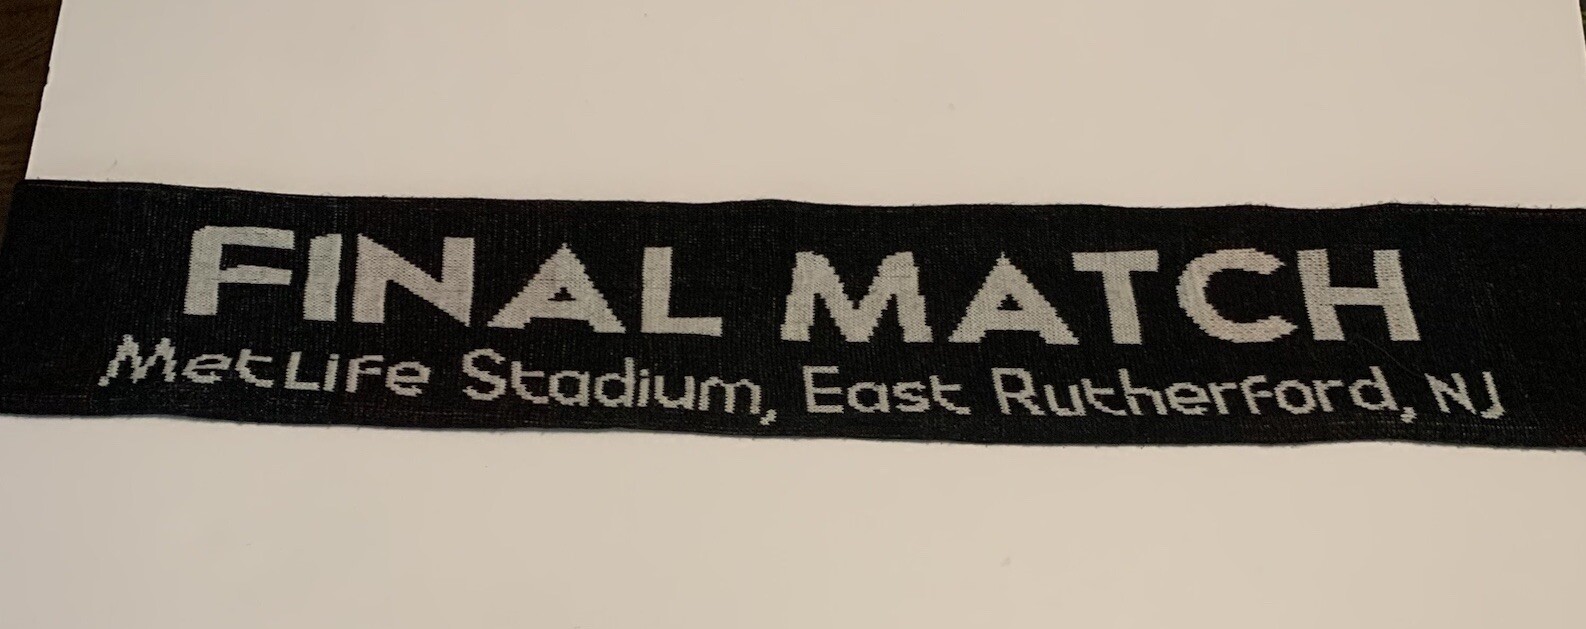 FINAL MATCH
MetLife Stadium, East Rutherford, NJ